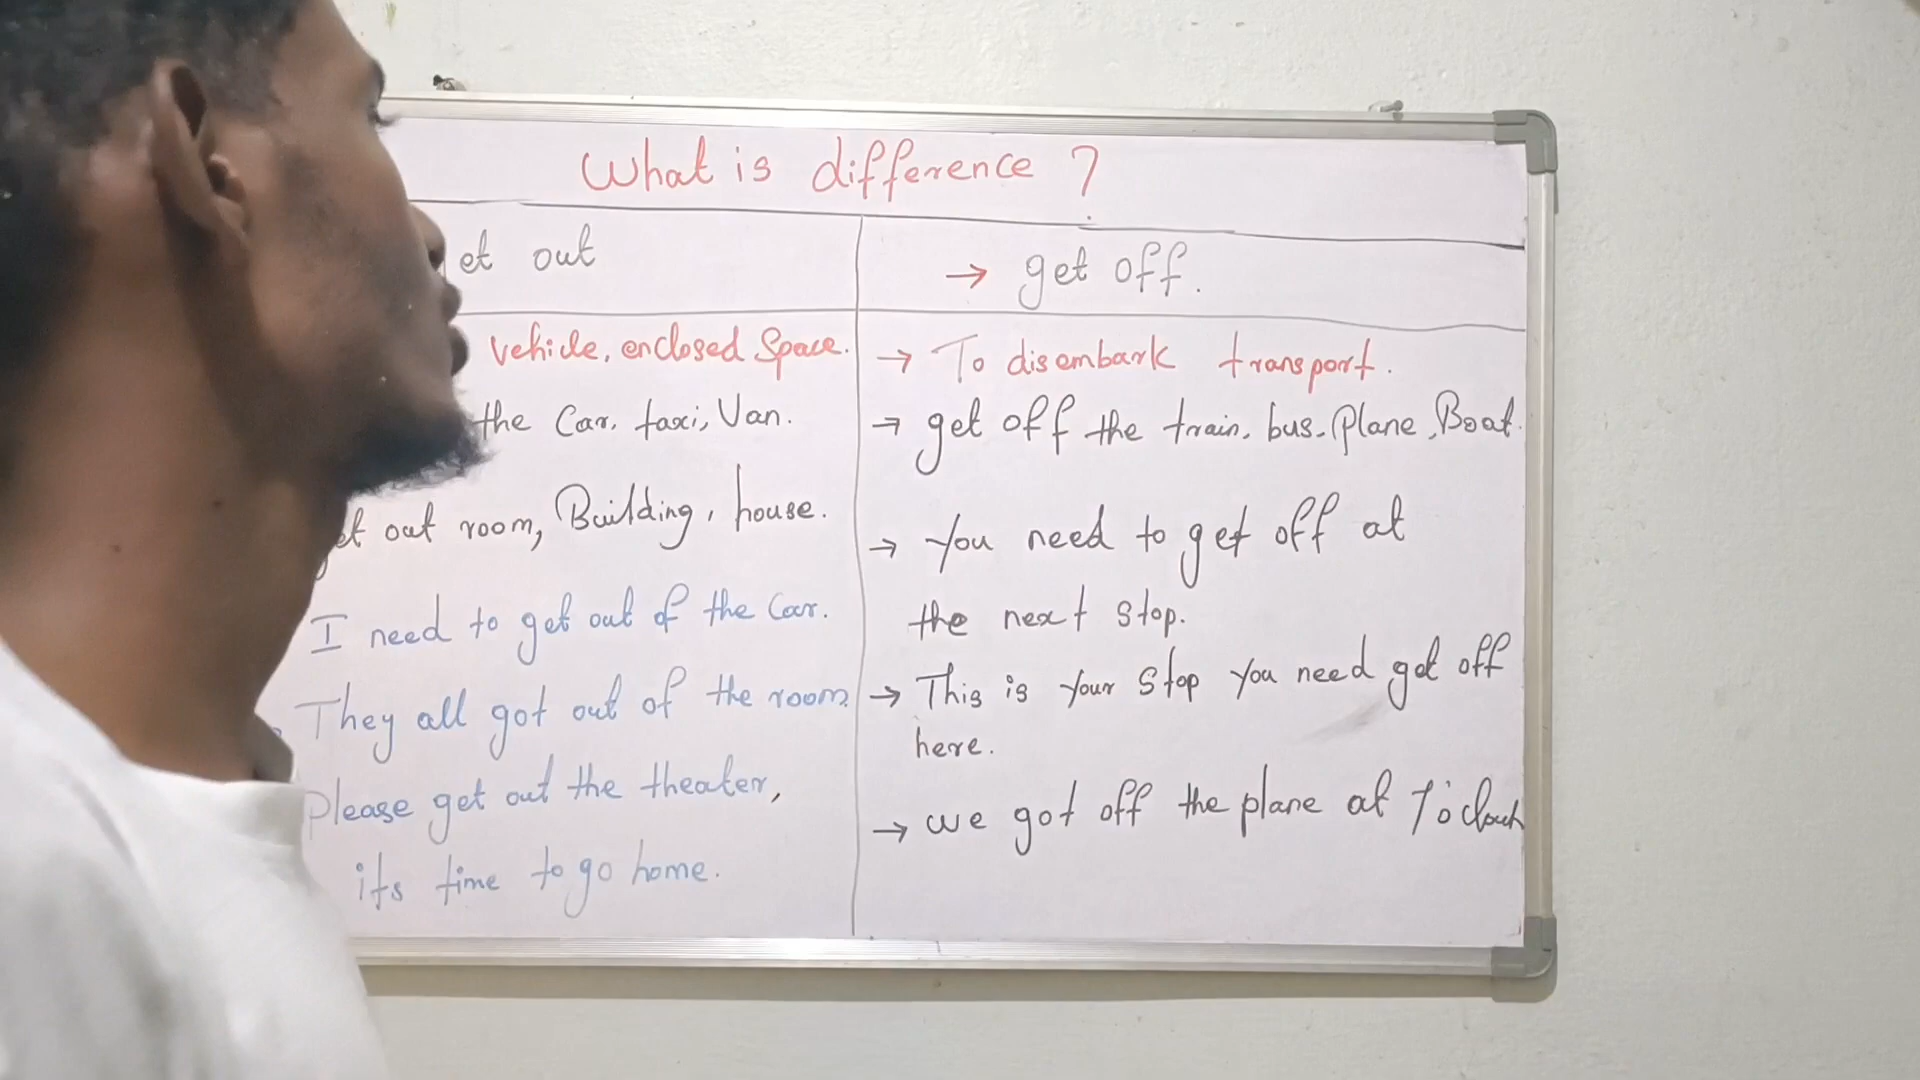 What is difference ?
et out
→ get off.
vehicle, enclosed Space.
→ To disembark transport.
the Car, taxi, Van.
→ get off the train, bus, Plane, Boat.
et out room, Building, house.
→ You need to get off at
the next stop.
I need to get out of the Car.
They all got out of the room.
→ This is your Stop you need get off
here.
Please get out the theater,
its time to go home.
→ we got off the plane at 7 o'clock